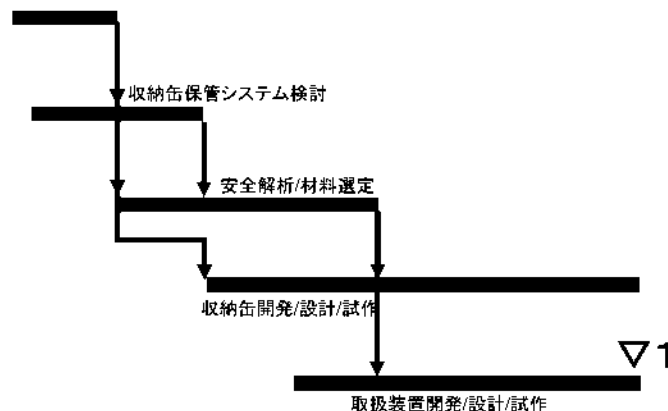 収納缶保管システム検討
安全解析/材料選定
収納缶開発/設計/試作
▽1
取扱装置開発/設計/試作